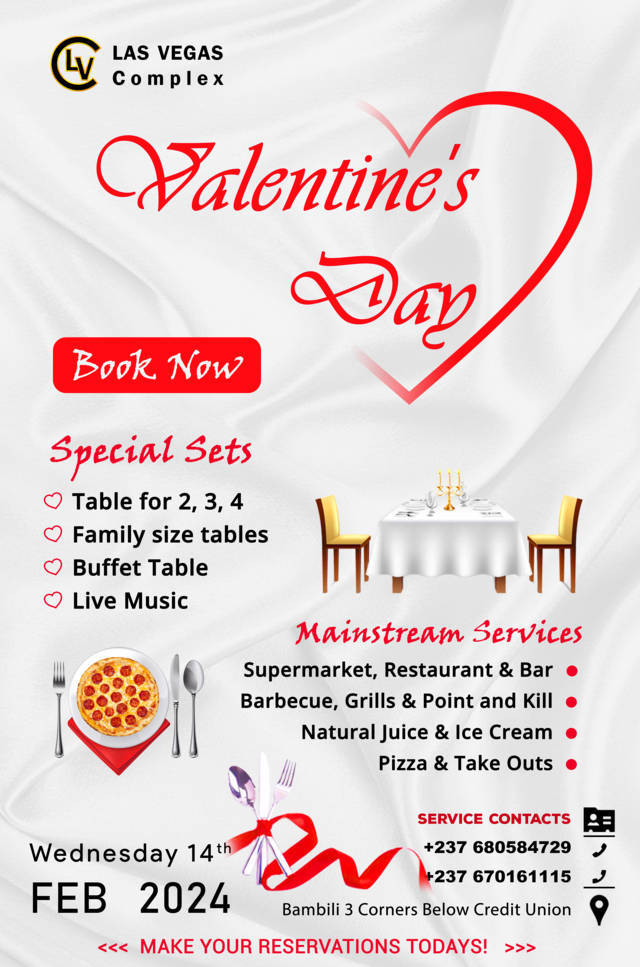 LV
LAS VEGAS
Complex
Valentine's
Day
Book Now
Special Sets
Table for 2, 3, 4
Family size tables
Buffet Table
Live Music
Mainstream Services
Supermarket, Restaurant & Bar
Barbecue, Grills & Point and Kill
Natural Juice & Ice Cream
Pizza & Take Outs
SERVICE CONTACTS
+237 680584729
+237 670161115
Bambili 3 Corners Below Credit Union
Wednesday 14th
FEB 2024
<<< MAKE YOUR RESERVATIONS TODAYS! >>>